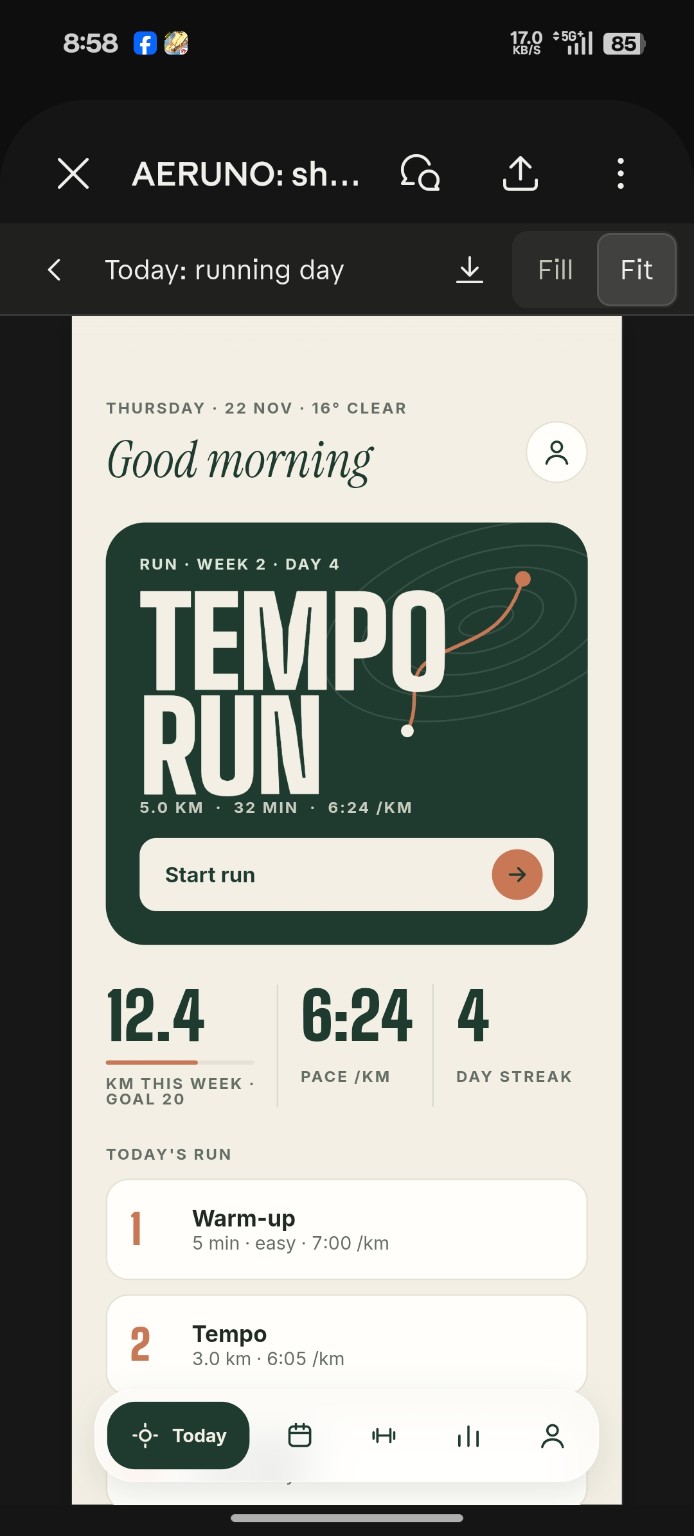 8:58
17.0
KB/S
5G+
85
AERUNO: sh...
Today: running day
Fill
Fit
THURSDAY · 22 NOV · 16° CLEAR
Good morning
RUN · WEEK 2 · DAY 4
TEMPO
RUN
5.0 KM · 32 MIN · 6:24 /KM
Start run
12.4
6:24
4
KM THIS WEEK ·
GOAL 20
PACE /KM
DAY STREAK
TODAY'S RUN
1
Warm-up
5 min · easy · 7:00 /km
2
Tempo
3.0 km · 6:05 /km
Today